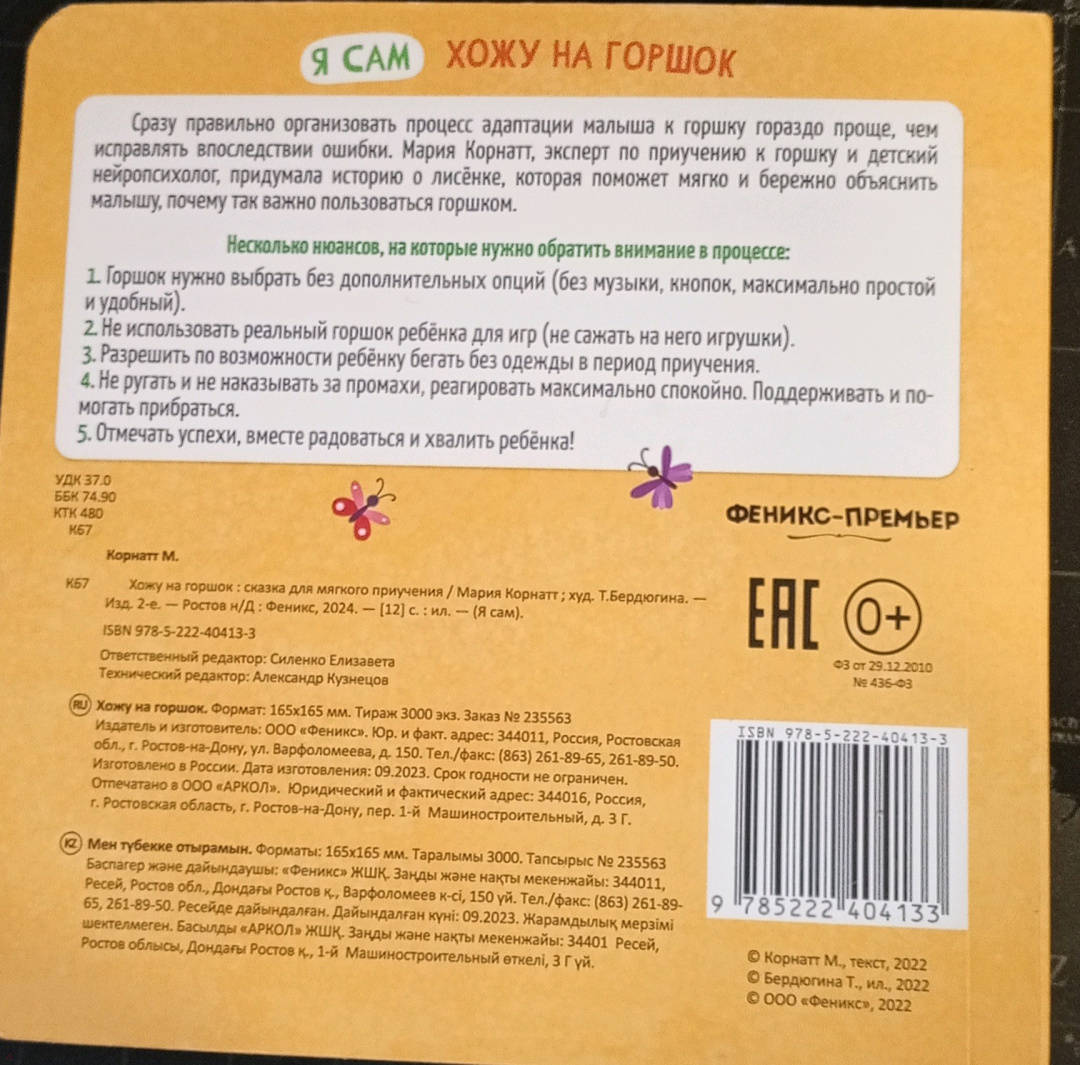 Я САМ ХОЖУ НА ГОРШОК
Сразу правильно организовать процесс адаптации малыша к горшку гораздо проще, чем
исправлять впоследствии ошибки. Мария Корнатт, эксперт по приучению к горшку и детский
нейропсихолог, придумала историю о лисёнке, которая поможет мягко и бережно объяснить
малышу, почему так важно пользоваться горшком.
Несколько нюансов, на которые нужно обратить внимание в процессе:
1. Горшок нужно выбрать без дополнительных опций (без музыки, кнопок, максимально простой
и удобный).
2. Не использовать реальный горшок ребёнка для игр (не сажать на него игрушки).
3. Разрешить по возможности ребёнку бегать без одежды в период приучения.
4. Не ругать и не наказывать за промахи, реагировать максимально спокойно. Поддерживать и по-
могать прибраться.
5. Отмечать успехи, вместе радоваться и хвалить ребёнка!
УДК 37.0
ББК 74.90
КТК 480
К67
ФЕНИКС-ПРЕМЬЕР
Корнатт М.
К67 Хожу на горшок : сказка для мягкого приучения / Мария Корнатт ; худ. Т.Бердюгина. —
Изд. 2-е. — Ростов н/Д : Феникс, 2024. — [12] с. : ил. — (Я сам).
ISBN 978-5-222-40413-3
Ответственный редактор: Силенко Елизавета
Технический редактор: Александр Кузнецов
EAC 0+
ФЗ от 29.12.2010
№ 436-ФЗ
RU Хожу на горшок. Формат: 165х165 мм. Тираж 3000 экз. Заказ № 235563
Издатель и изготовитель: ООО «Феникс». Юр. и факт. адрес: 344011, Россия, Ростовская
обл., г. Ростов-на-Дону, ул. Варфоломеева, д. 150. Тел./факс: (863) 261-89-65, 261-89-50.
Изготовлено в России. Дата изготовления: 09.2023. Срок годности не ограничен.
Отпечатано в ООО «АРКОЛ». Юридический и фактический адрес: 344016, Россия,
г. Ростовская область, г. Ростов-на-Дону, пер. 1-й Машиностроительный, д. 3 Г.
KZ Мен түбекке отырамын. Форматы: 165х165 мм. Таралымы 3000. Тапсырыс № 235563
Баспагер және дайындаушы: «Феникс» ЖШҚ. Заңды және нақты мекенжайы: 344011,
Ресей, Ростов обл., Дондағы Ростов қ., Варфоломеев к-сі, 150 үй. Тел./факс: (863) 261-89-
65, 261-89-50. Ресейде дайындалған. Дайындалған күні: 09.2023. Жарамдылық мерзімі
шектелмеген. Басылды «АРКОЛ» ЖШҚ. Заңды және нақты мекенжайы: 34401 Ресей,
Ростов облысы, Дондағы Ростов қ., 1-й Машиностроительный өткелі, 3 Г үй.
ISBN 978-5-222-40413-3
9 785222 404133
© Корнатт М., текст, 2022
© Бердюгина Т., ил., 2022
© ООО «Феникс», 2022